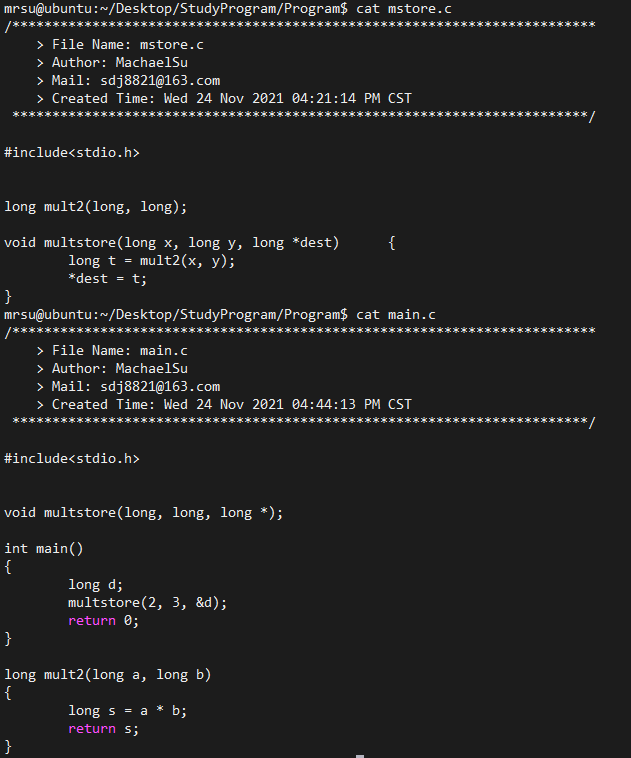 mrsu@ubuntu:~/Desktop/StudyProgram/Program$ cat mstore.c
/*************************************************************************
    > File Name: mstore.c
    > Author: MachaelSu
    > Mail: sdj8821@163.com
    > Created Time: Wed 24 Nov 2021 04:21:14 PM CST
 ************************************************************************/

#include<stdio.h>


long mult2(long, long);

void multstore(long x, long y, long *dest)      {
        long t = mult2(x, y);
        *dest = t;
}
mrsu@ubuntu:~/Desktop/StudyProgram/Program$ cat main.c
/*************************************************************************
    > File Name: main.c
    > Author: MachaelSu
    > Mail: sdj8821@163.com
    > Created Time: Wed 24 Nov 2021 04:44:13 PM CST
 ************************************************************************/

#include<stdio.h>


void multstore(long, long, long *);

int main()
{
        long d;
        multstore(2, 3, &d);
        return 0;
}

long mult2(long a, long b)
{
        long s = a * b;
        return s;
}